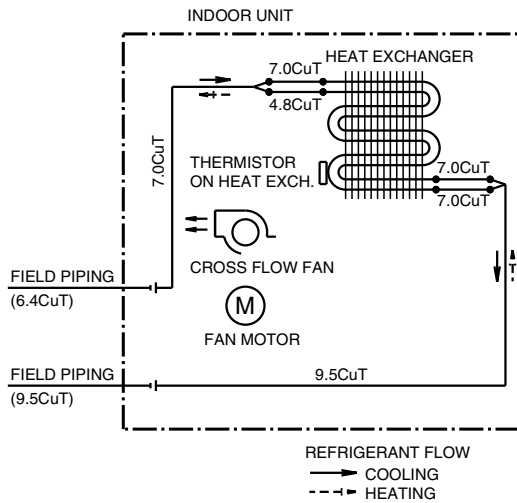 INDOOR UNIT
HEAT EXCHANGER
7.0CuT
4.8CuT
7.0CuT
THERMISTOR
ON HEAT EXCH.
7.0CuT
7.0CuT
CROSS FLOW FAN
FIELD PIPING
(6.4CuT)
M
FAN MOTOR
FIELD PIPING
(9.5CuT)
9.5CuT
REFRIGERANT FLOW
COOLING
HEATING